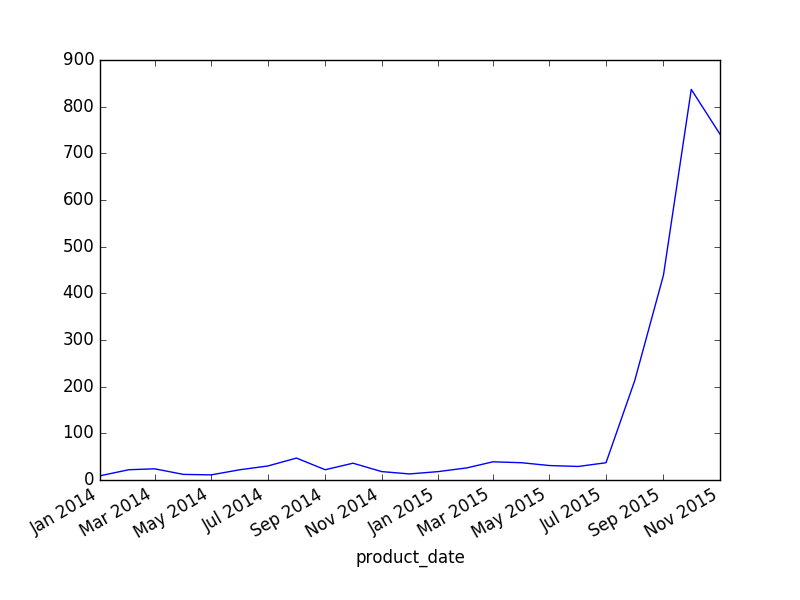 900
800
700
600
500
400
300
200
100
0
Jan 2014
Mar 2014
May 2014
Jul 2014
Sep 2014
Nov 2014
Jan 2015
Mar 2015
May 2015
Jul 2015
Sep 2015
Nov 2015
product_date